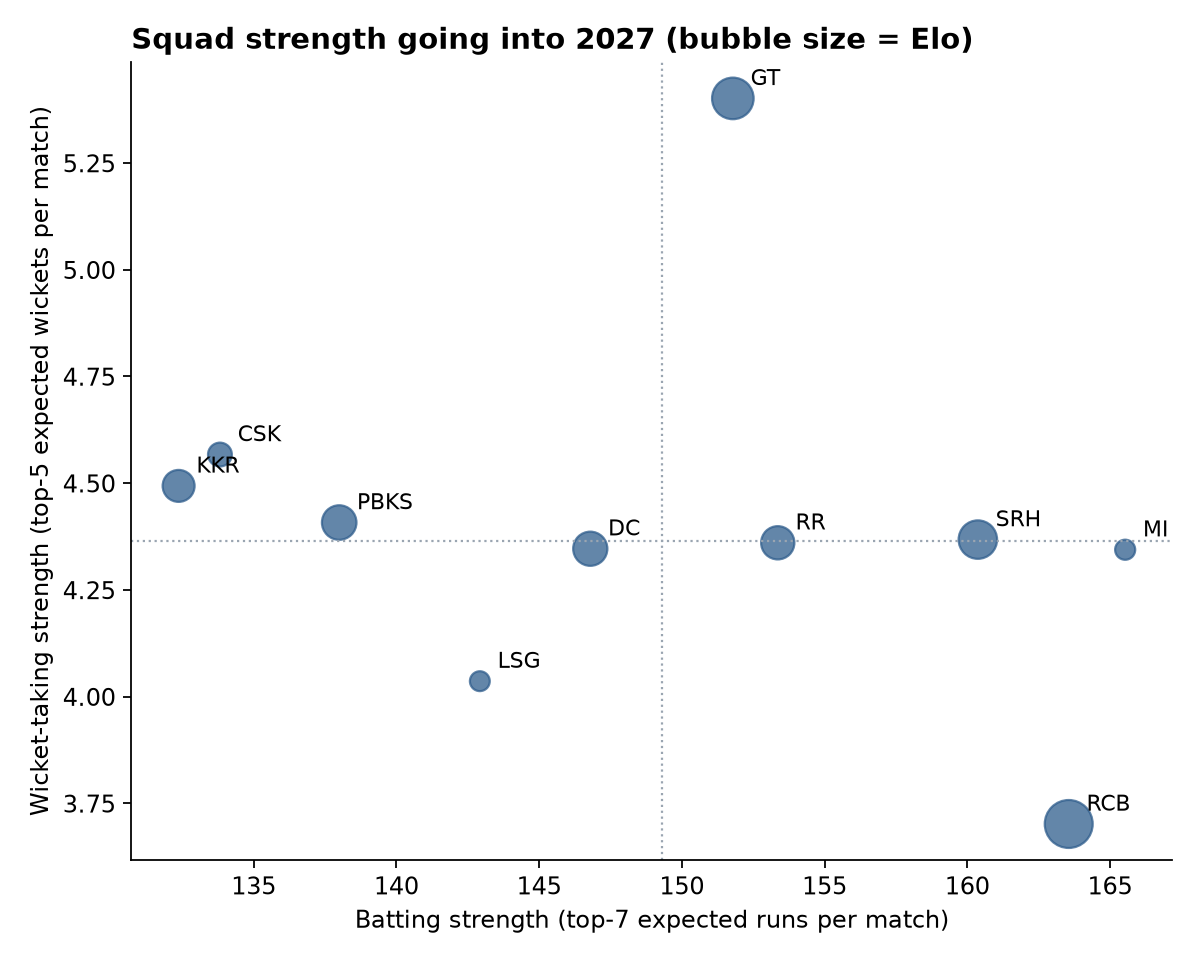 Squad strength going into 2027 (bubble size = Elo)
Wicket-taking strength (top-5 expected wickets per match)
5.25
5.00
4.75
4.50
4.25
4.00
3.75
GT
CSK
KKR
PBKS
DC
RR
SRH
MI
LSG
RCB
135
140
145
150
155
160
165
Batting strength (top-7 expected runs per match)